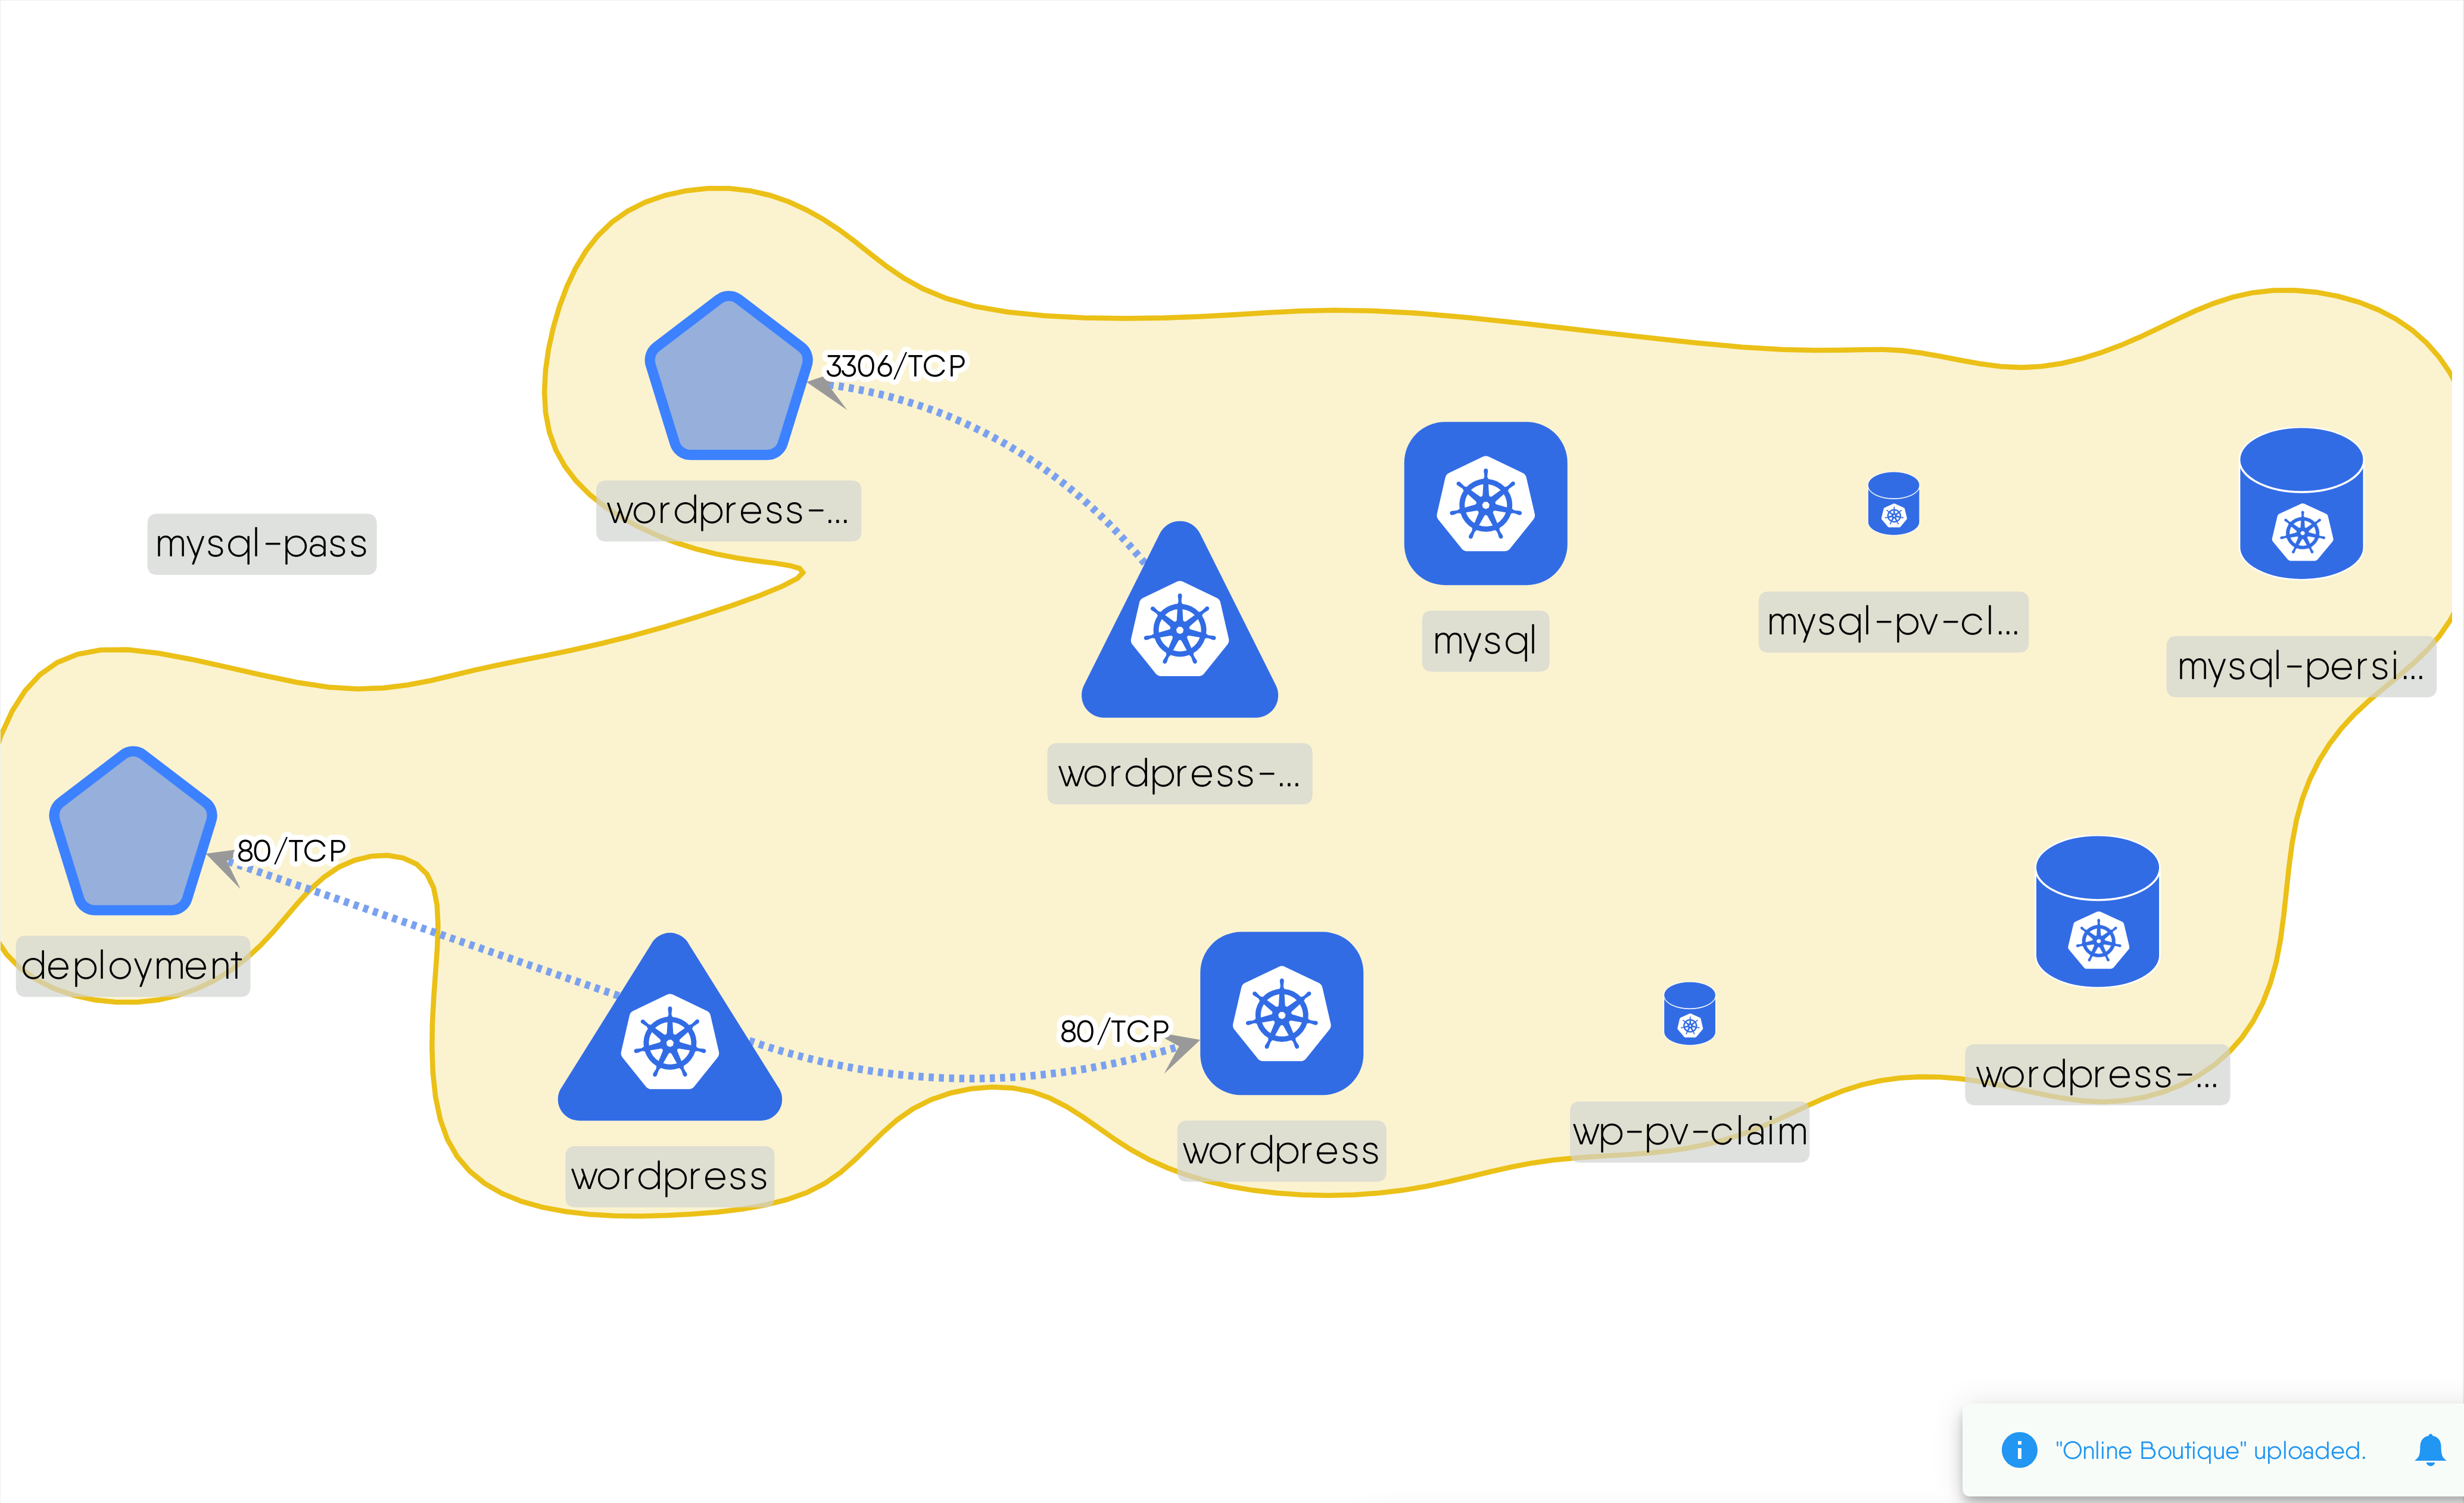 3306/TCP
wordpress-...
mysql-pass
mysql
mysql-pv-cl...
mysql-persi...
wordpress-...
80/TCP
deployment
80/TCP
wordpress-...
wp-pv-claim
wordpress
wordpress
"Online Boutique" uploaded.